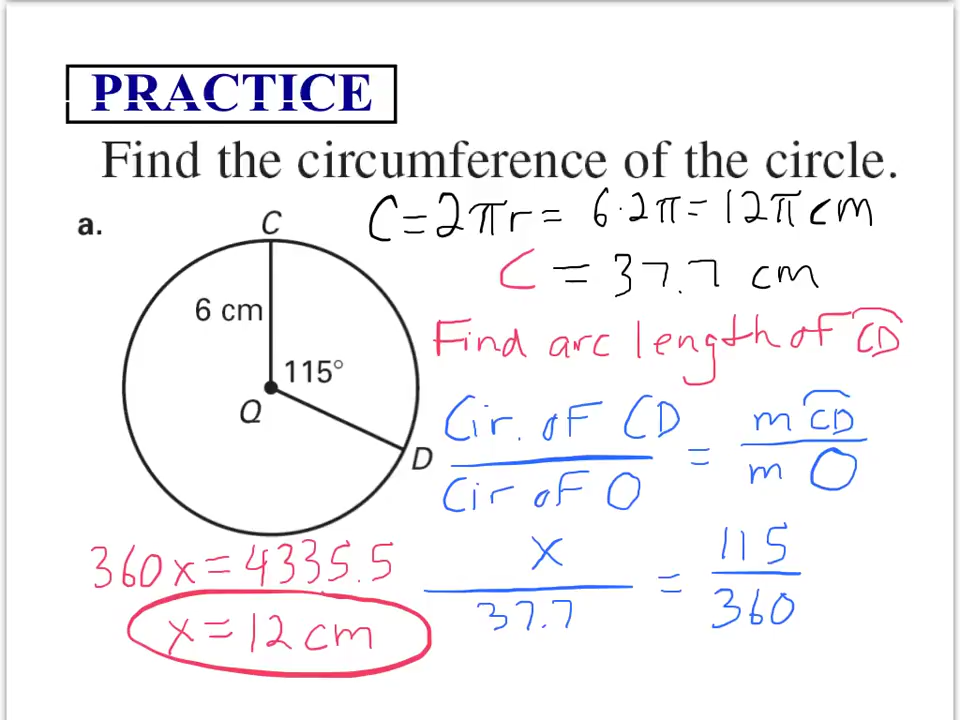 PRACTICE
Find the circumference of the circle.
a.
C
6 cm
115°
Q
D
C = 2πr = 6·2π = 12π cm
C = 37.7 cm
Find arc length of CD
Cir. of CD
Cir of O
=
m CD
m O
x
37.7
=
115
360
360x = 4335.5
x = 12 cm